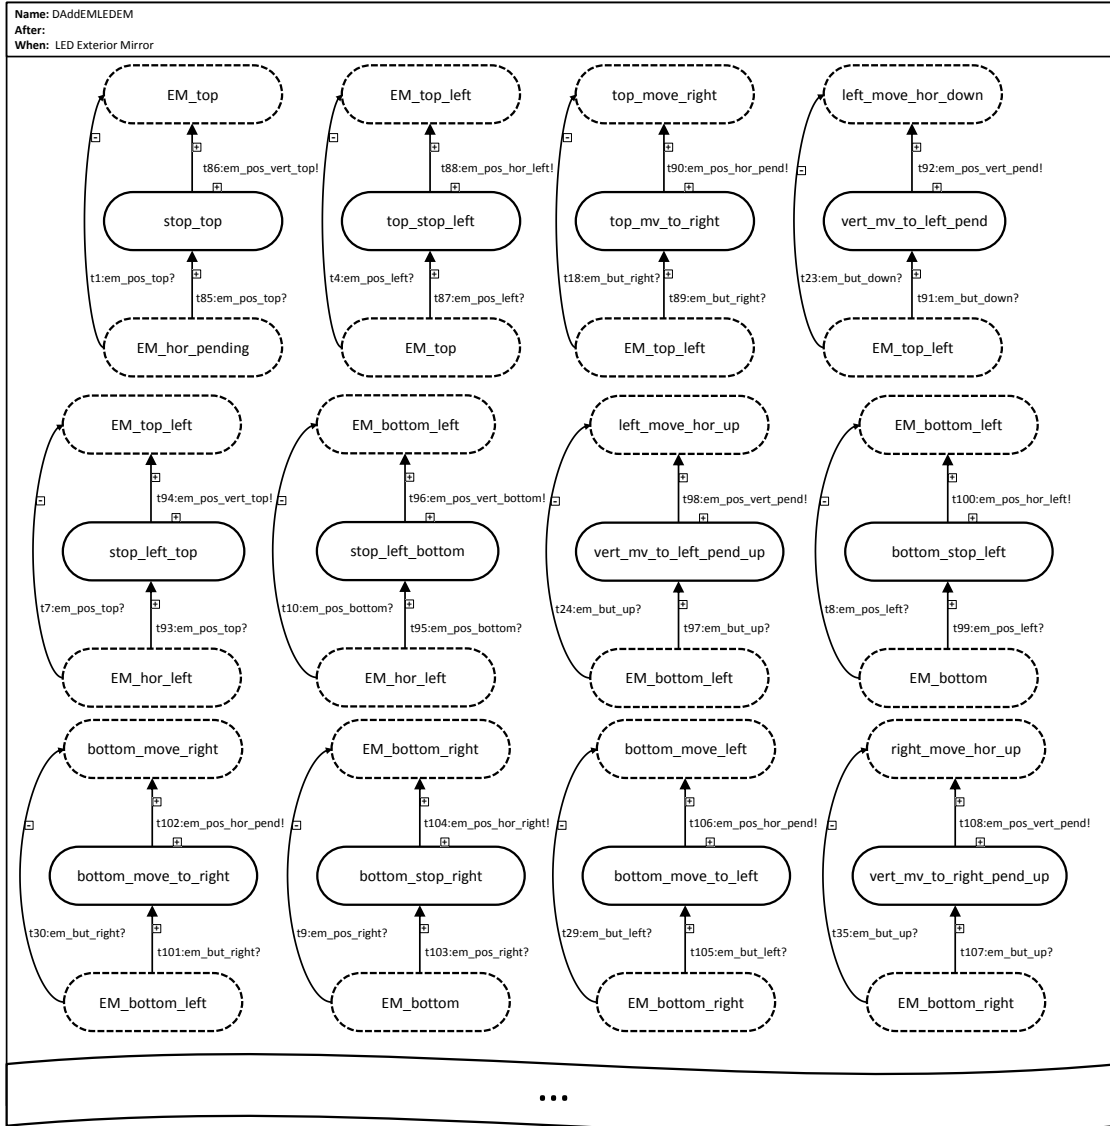 Name: DAddEMLEDEM
After:
When: LED Exterior Mirror
EM_top
EM_top_left
top_move_right
left_move_hor_down
-
-
-
-
+
+
+
+
t86:em_pos_vert_top!
t88:em_pos_hor_left!
t90:em_pos_hor_pend!
t92:em_pos_vert_pend!
+
+
+
+
stop_top
top_stop_left
top_mv_to_right
vert_mv_to_left_pend
+
+
+
+
t1:em_pos_top?
t4:em_pos_left?
t18:em_but_right?
t23:em_but_down?
t85:em_pos_top?
t87:em_pos_left?
t89:em_but_right?
t91:em_but_down?
EM_hor_pending
EM_top
EM_top_left
EM_top_left
EM_top_left
EM_bottom_left
left_move_hor_up
EM_bottom_left
+
+
+
+
-
-
-
-
t94:em_pos_vert_top!
t96:em_pos_vert_bottom!
t98:em_pos_vert_pend!
t100:em_pos_hor_left!
+
+
+
+
stop_left_top
stop_left_bottom
vert_mv_to_left_pend_up
bottom_stop_left
+
+
+
+
t7:em_pos_top?
t10:em_pos_bottom?
t24:em_but_up?
t8:em_pos_left?
t93:em_pos_top?
t95:em_pos_bottom?
t97:em_but_up?
t99:em_pos_left?
EM_hor_left
EM_hor_left
EM_bottom_left
EM_bottom
bottom_move_right
EM_bottom_right
bottom_move_left
right_move_hor_up
+
+
+
+
-
-
-
-
t102:em_pos_hor_pend!
t104:em_pos_hor_right!
t106:em_pos_hor_pend!
t108:em_pos_vert_pend!
+
+
+
+
bottom_move_to_right
bottom_stop_right
bottom_move_to_left
vert_mv_to_right_pend_up
+
+
+
+
t30:em_but_right?
t9:em_pos_right?
t29:em_but_left?
t35:em_but_up?
t101:em_but_right?
t103:em_pos_right?
t105:em_but_left?
t107:em_but_up?
EM_bottom_left
EM_bottom
EM_bottom_right
EM_bottom_right
...